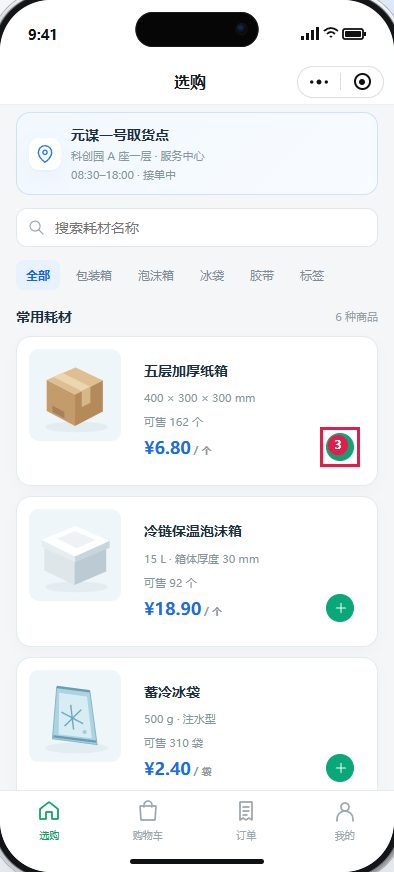 9:41
选购
元谋一号取货点
科创园 A 座一层 · 服务中心
08:30–18:00 · 接单中
搜索耗材名称
全部 包装箱 泡沫箱 冰袋 胶带 标签
常用耗材 6 种商品
五层加厚纸箱
400 × 300 × 300 mm
可售 162 个
¥6.80 / 个
3
冷链保温泡沫箱
15 L · 箱体厚度 30 mm
可售 92 个
¥18.90 / 个
蓄冷冰袋
500 g · 注水型
可售 310 袋
¥2.40 / 袋
选购 购物车 订单 我的